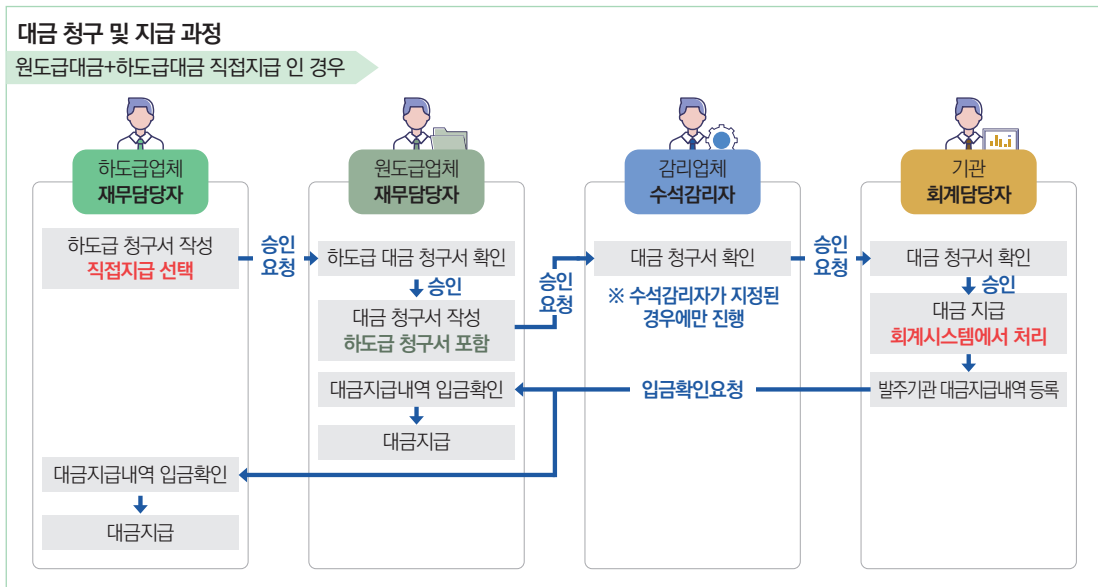 대금 청구 및 지급 과정
원도급대금+하도급대금 직접지급 인 경우
하도급업체
재무담당자
원도급업체
재무담당자
감리업체
수석감리자
기관
회계담당자
하도급 청구서 작성
직접지급 선택
승인
요청
하도급 대금 청구서 확인
승인
대금 청구서 작성
하도급 청구서 포함
승인
요청
대금 청구서 확인
※ 수석감리자가 지정된
경우에만 진행
승인
요청
대금 청구서 확인
승인
대금 지급
회계시스템에서 처리
발주기관 대금지급내역 등록
입금확인요청
대금지급내역 입금확인
대금지급
대금지급내역 입금확인
대금지급